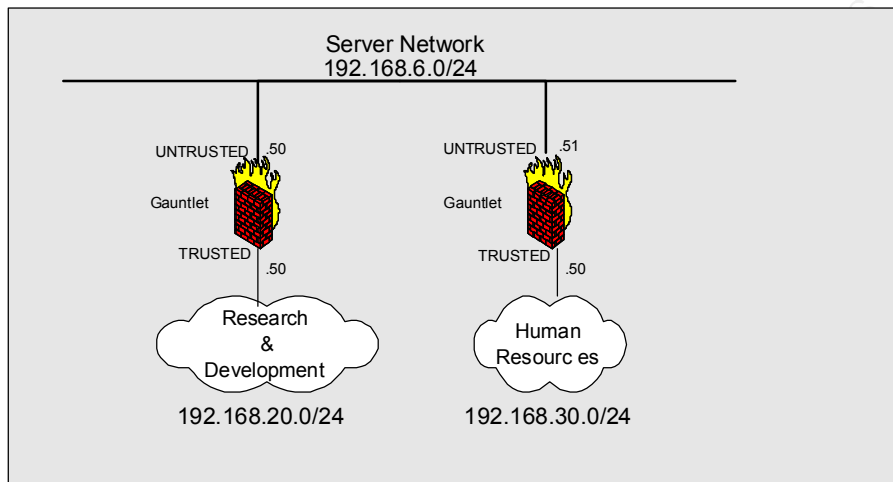 Server Network
192.168.6.0/24
UNTRUSTED .50
UNTRUSTED .51
Gauntlet
Gauntlet
TRUSTED
TRUSTED
.50
.50
Research
&
Development
Human
Resourc es
192.168.20.0/24
192.168.30.0/24